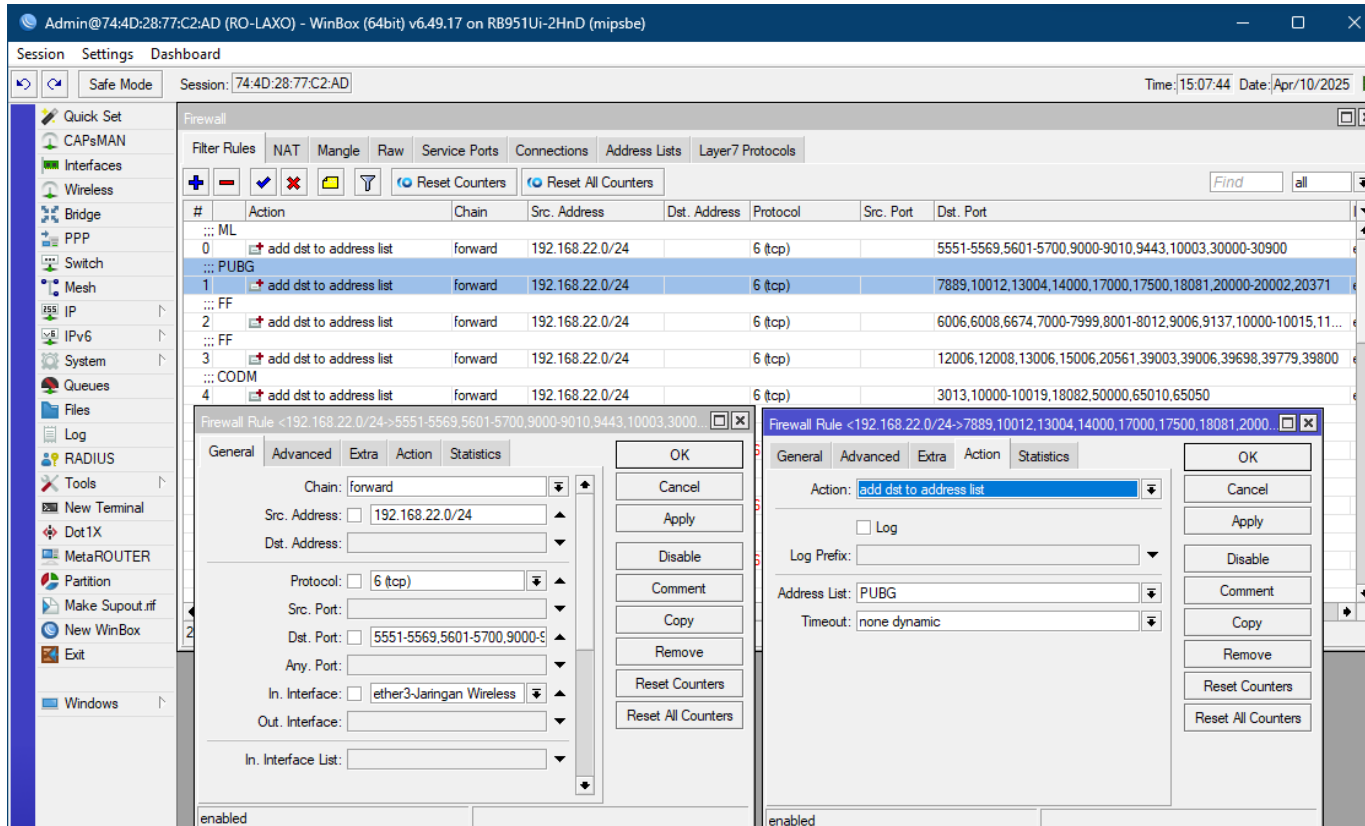 Admin@74:4D:28:77:C2:AD (RO-LAXO) - WinBox (64bit) v6.49.17 on RB951Ui-2HnD (mipsbe)
Session Settings Dashboard
Safe Mode Session: 74:4D:28:77:C2:AD Time: 15:07:44 Date: Apr/10/2025
Quick Set
CAPsMAN
Interfaces
Wireless
Bridge
PPP
Switch
Mesh
IP
IPv6
System
Queues
Files
Log
RADIUS
Tools
New Terminal
Dot1X
MetaROUTER
Partition
Make Supout.rif
New WinBox
Exit
Windows
Firewall
Filter Rules NAT Mangle Raw Service Ports Connections Address Lists Layer7 Protocols
Reset Counters Reset All Counters Find all
# Action Chain Src. Address Dst. Address Protocol Src. Port Dst. Port
::: ML
0 add dst to address list forward 192.168.22.0/24 6 (tcp) 5551-5569,5601-5700,9000-9010,9443,10003,30000-30900
::: PUBG
1 add dst to address list forward 192.168.22.0/24 6 (tcp) 7889,10012,13004,14000,17000,17500,18081,20000-20002,20371
::: FF
2 add dst to address list forward 192.168.22.0/24 6 (tcp) 6006,6008,6674,7000-7999,8001-8012,9006,9137,10000-10015,11...
::: FF
3 add dst to address list forward 192.168.22.0/24 6 (tcp) 12006,12008,13006,15006,20561,39003,39006,39698,39779,39800
::: CODM
4 add dst to address list forward 192.168.22.0/24 6 (tcp) 3013,10000-10019,18082,50000,65010,65050
Firewall Rule <192.168.22.0/24->5551-5569,5601-5700,9000-9010,9443,10003,3000...
General Advanced Extra Action Statistics
Chain: forward
Src. Address: 192.168.22.0/24
Dst. Address:
Protocol: 6 (tcp)
Src. Port:
Dst. Port: 5551-5569,5601-5700,9000-9
Any. Port:
In. Interface: ether3-Jaringan Wireless
Out. Interface:
In. Interface List:
OK
Cancel
Apply
Disable
Comment
Copy
Remove
Reset Counters
Reset All Counters
enabled
Firewall Rule <192.168.22.0/24->7889,10012,13004,14000,17000,17500,18081,2000...
General Advanced Extra Action Statistics
Action: add dst to address list
Log
Log Prefix:
Address List: PUBG
Timeout: none dynamic
OK
Cancel
Apply
Disable
Comment
Copy
Remove
Reset Counters
Reset All Counters
enabled